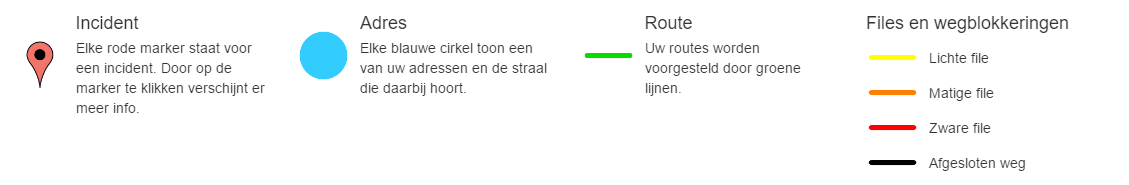 Incident
Elke rode marker staat voor
een incident. Door op de
marker te klikken verschijnt er
meer info.
Adres
Elke blauwe cirkel toon een
van uw adressen en de straal
die daarbij hoort.
Route
Uw routes worden
voorgesteld door groene
lijnen.
Files en wegblokkeringen
Lichte file
Matige file
Zware file
Afgesloten weg